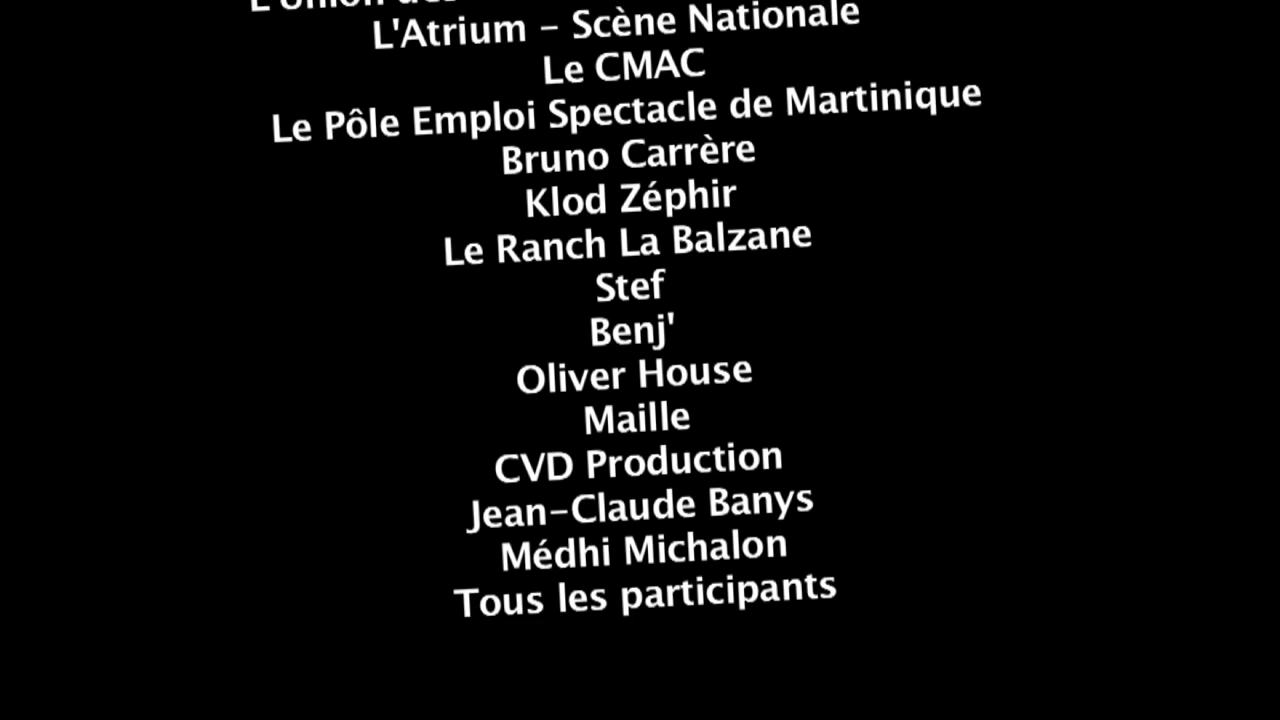 L'Union
L'Atrium - Scène Nationale
Le CMAC
Le Pôle Emploi Spectacle de Martinique
Bruno Carrère
Klod Zéphir
Le Ranch La Balzane
Stef
Benj'
Oliver House
Maille
CVD Production
Jean-Claude Banys
Médhi Michalon
Tous les participants